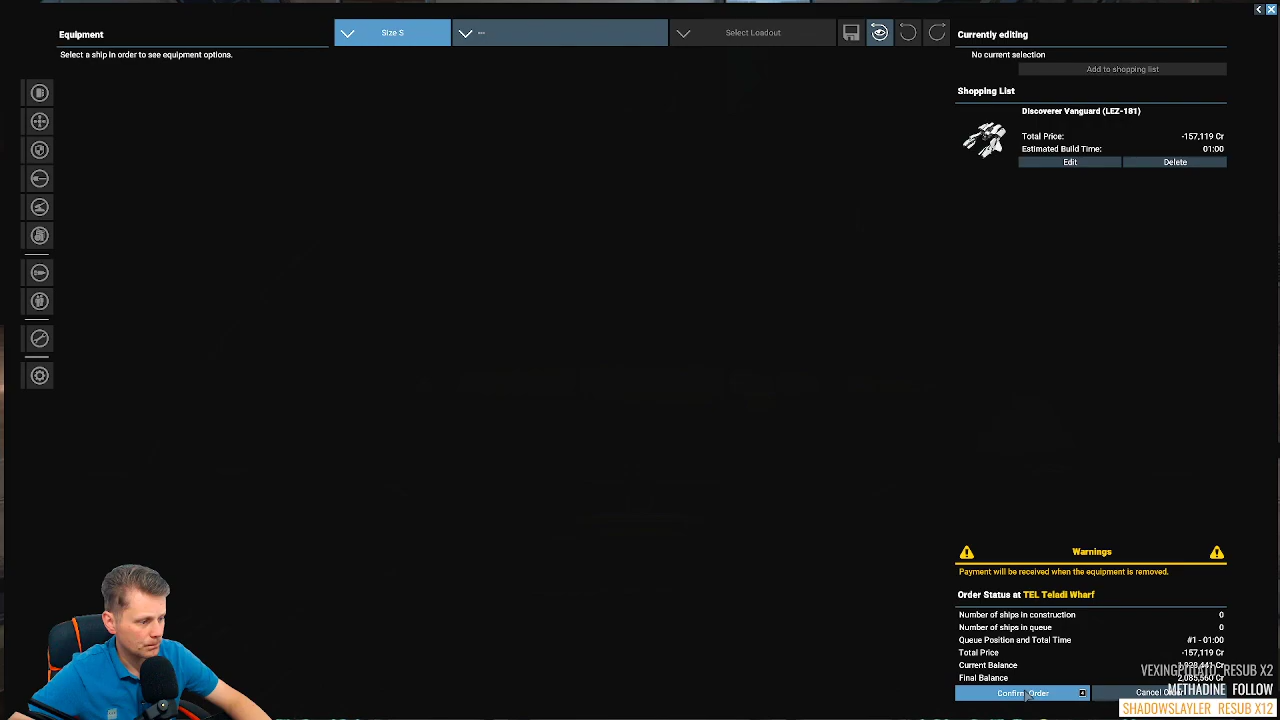 Equipment
Select a ship in order to see equipment options.
Size S
---
Select Loadout
Currently editing
No current selection
Add to shopping list
Shopping List
Discoverer Vanguard (LEZ-181)
Total Price: -157,119 Cr
Estimated Build Time: 01:00
Edit Delete
Warnings
Payment will be received when the equipment is removed.
Order Status at TEL Teladi Wharf
Number of ships in construction 0
Number of ships in queue 0
Queue Position and Total Time #1 - 01:00
Total Price -157,119 Cr
Current Balance Cr
Final Balance 2,085,560 Cr
Confirm Order Cancel
VEXINGPOTATO RESUB X2
METHADINE FOLLOW
SHADOWSLAYLER RESUB X12